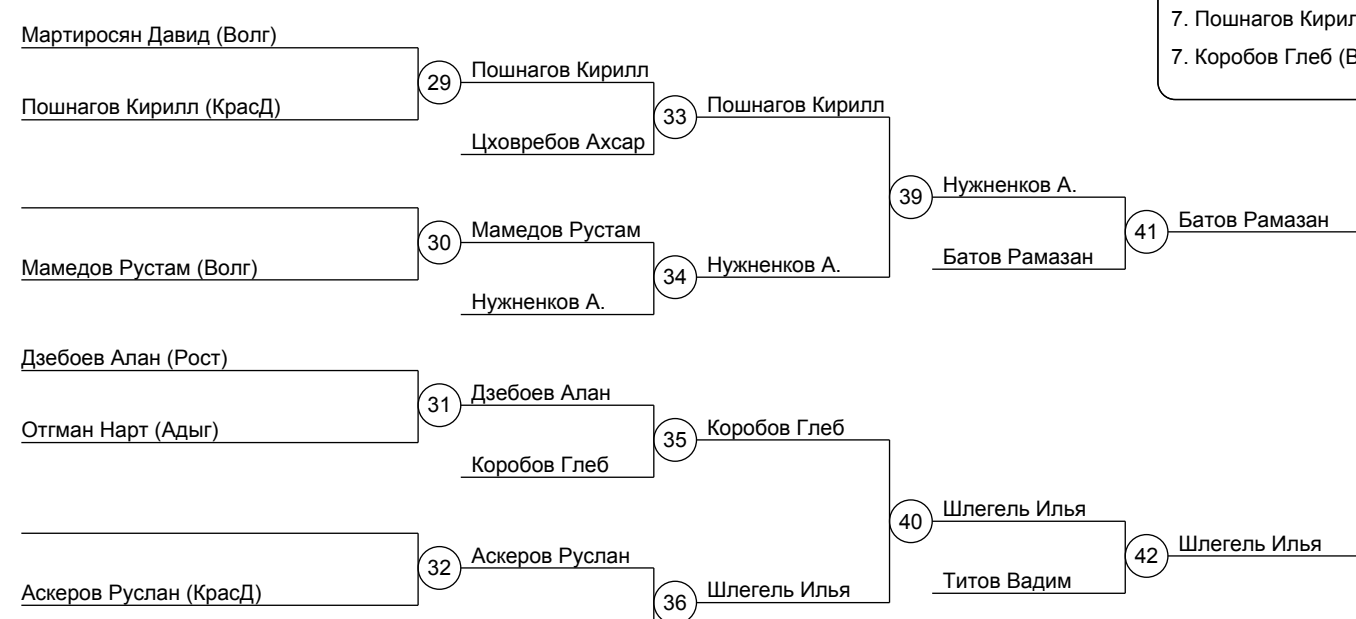 7. Пошнагов Кирил
7. Коробов Глеб (В
Мартиросян Давид (Волг)
29
Пошнагов Кирилл
Пошнагов Кирилл (КрасД)
33
Пошнагов Кирилл
Цховребов Ахсар
39
Нужненков А.
30
Мамедов Рустам
41
Батов Рамазан
Мамедов Рустам (Волг)
34
Нужненков А.
Батов Рамазан
Нужненков А.
Дзебоев Алан (Рост)
31
Дзебоев Алан
Отгман Нарт (Адыг)
35
Коробов Глеб
Коробов Глеб
40
Шлегель Илья
32
Аскеров Руслан
42
Шлегель Илья
Аскеров Руслан (КрасД)
36
Шлегель Илья
Титов Вадим